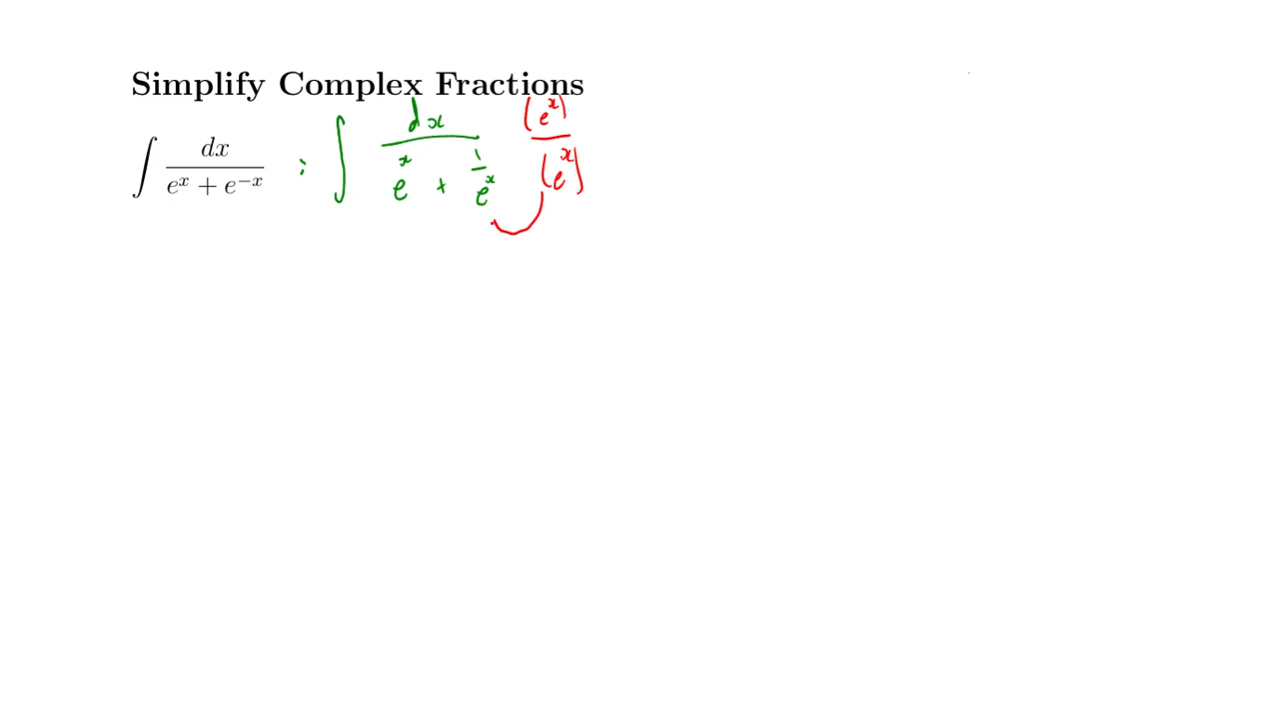 Simplify Complex Fractions
∫ dx / (e^x + e^{-x}) : ∫ dx / (e^x + 1/e^x) (e^x) / (e^x)